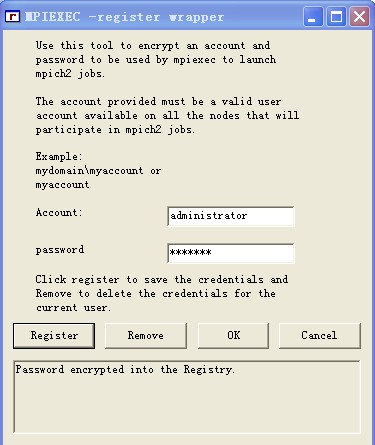 MPIEXEC -register wrapper
Use this tool to encrypt an account and
password to be used by mpiexec to launch
mpich2 jobs.
The account provided must be a valid user
account available on all the nodes that will
participate in mpich2 jobs.
Example:
mydomain\myaccount or
myaccount
Account: administrator
password *******
Click register to save the credentials and
Remove to delete the credentials for the
current user.
Register Remove OK Cancel
Password encrypted into the Registry.